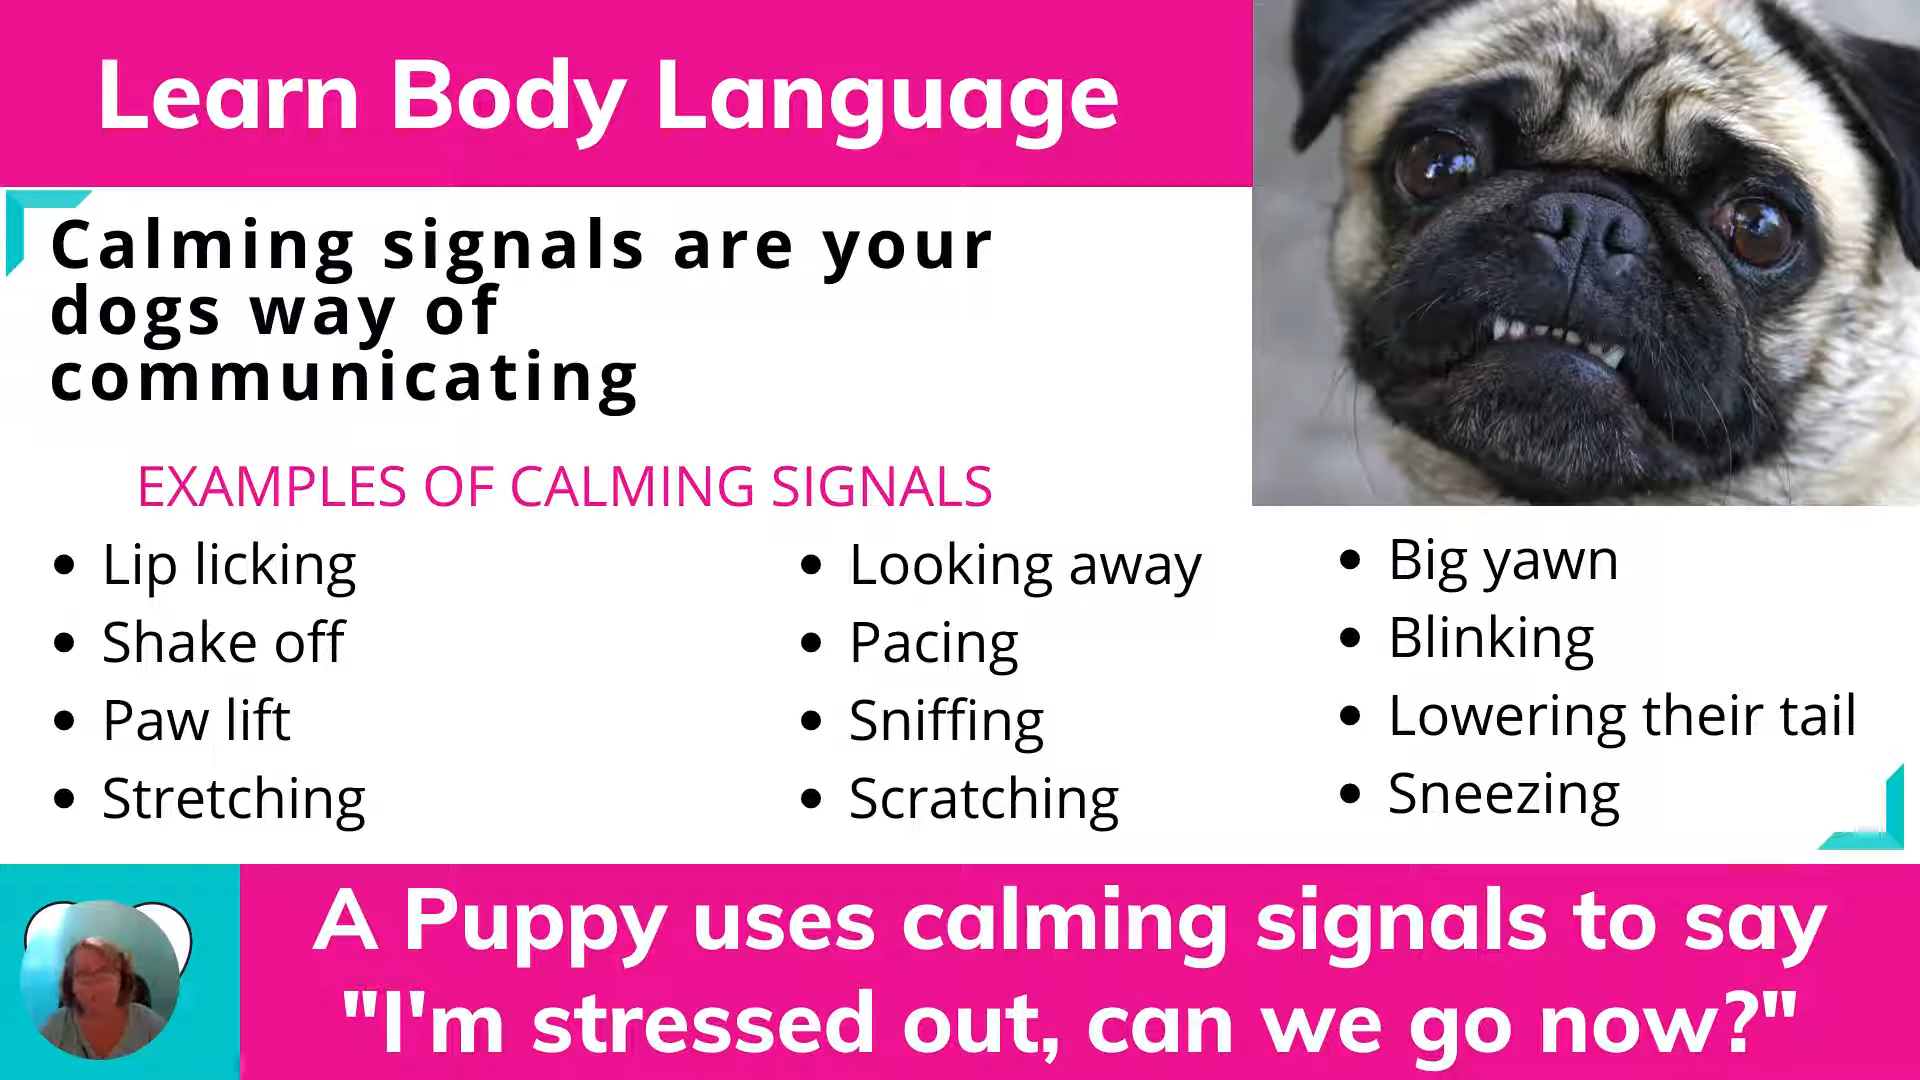 Learn Body Language
Calming signals are your
dogs way of
communicating
EXAMPLES OF CALMING SIGNALS
• Lip licking
• Shake off
• Paw lift
• Stretching
• Looking away
• Pacing
• Sniffing
• Scratching
• Big yawn
• Blinking
• Lowering their tail
• Sneezing
A Puppy uses calming signals to say
"I'm stressed out, can we go now?"